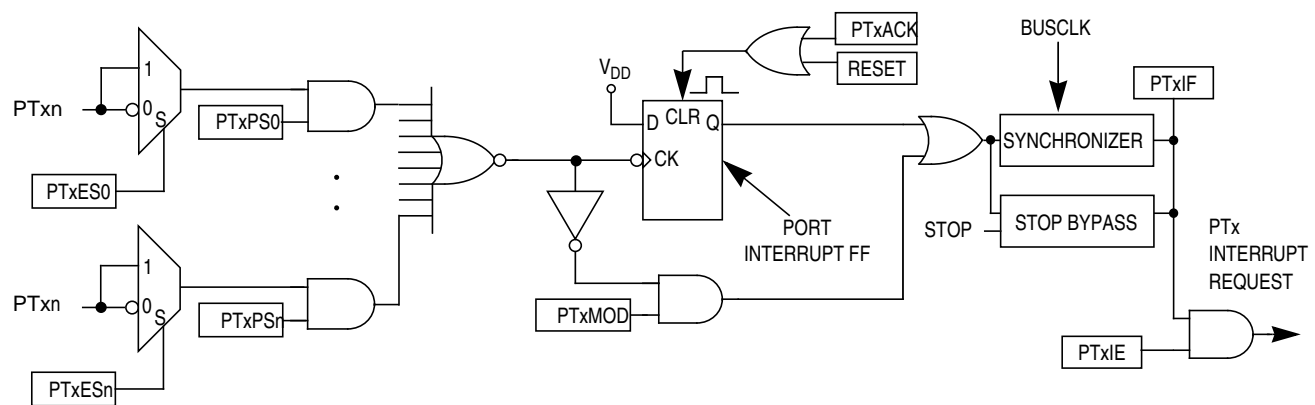 PTxn
1
0
S
PTxPS0
PTxES0
PTxn
1
0
S
PTxPSn
PTxESn
VDD
D CLR Q
CK
PTxACK
RESET
PORT
INTERRUPT FF
PTxMOD
BUSCLK
SYNCHRONIZER
STOP
STOP BYPASS
PTxIF
PTx
INTERRUPT
REQUEST
PTxIE